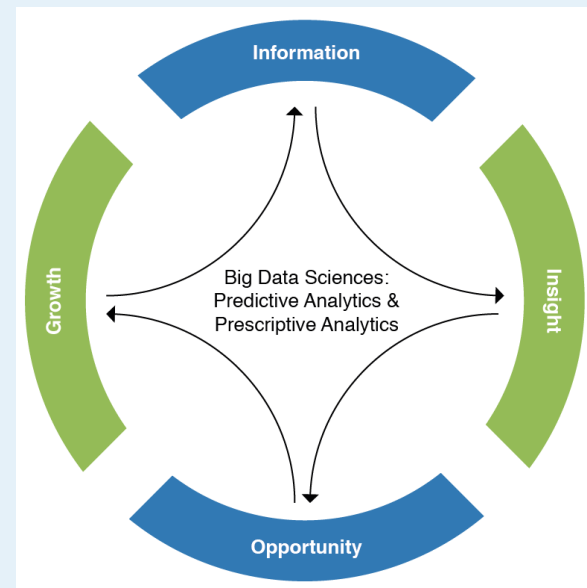 Information
Growth
Big Data Sciences:
Predictive Analytics &
Prescriptive Analytics
Insight
Opportunity